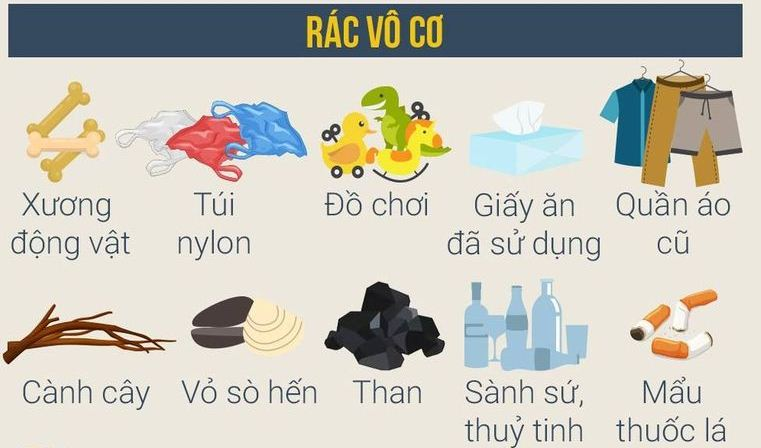 RÁC VÔ CƠ
Xương
động vật
Túi
nylon
Đồ chơi
Giấy ăn
đã sử dụng
Quần áo
cũ
Cành cây
Vỏ sò hến
Than
Sành sứ,
thuỷ tinh
Mẩu
thuốc lá